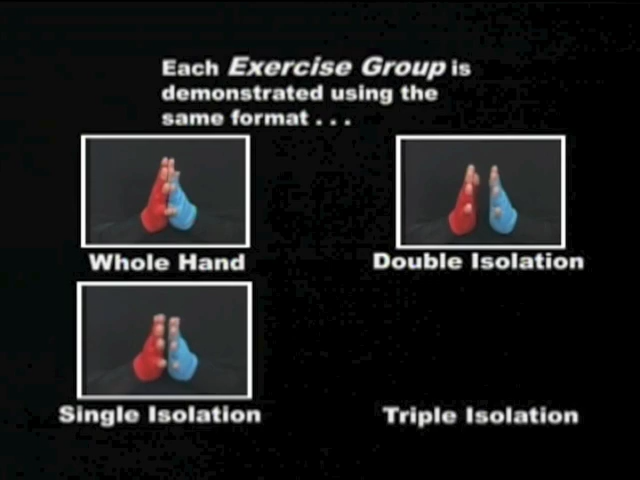 Each Exercise Group is
demonstrated using the
same format . . .
Whole Hand
Double Isolation
Single Isolation
Triple Isolation